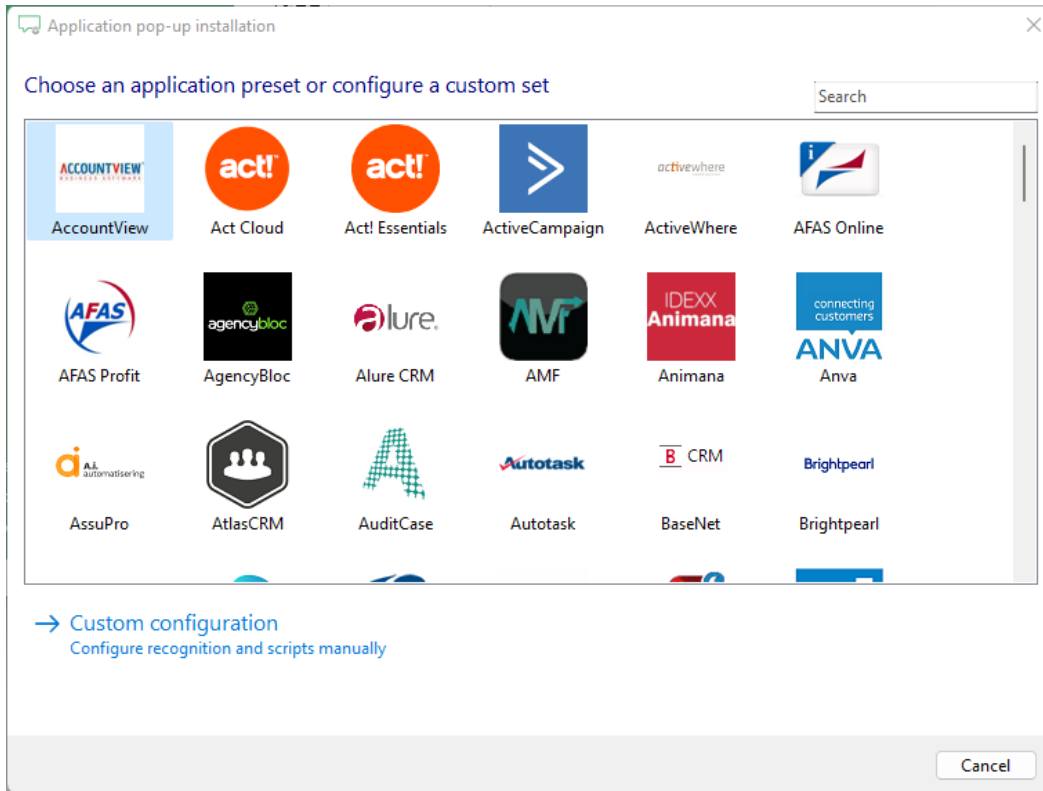 Application pop-up installation
Choose an application preset or configure a custom set
Search
ACCOUNTVIEW
BUSINESS SOFTWARE
act!
act!
activewhere
i
AccountView
Act Cloud
Act! Essentials
ActiveCampaign
ActiveWhere
AFAS Online
AFAS
agencybloc
alure.
AMF
IDEXX
Animana
connecting
customers
ANVA
AFAS Profit
AgencyBloc
Alure CRM
AMF
Animana
Anva
A.i.
automatisering
Autotask
B CRM
Brightpearl
AssuPro
AtlasCRM
AuditCase
Autotask
BaseNet
Brightpearl
Custom configuration
Configure recognition and scripts manually
Cancel